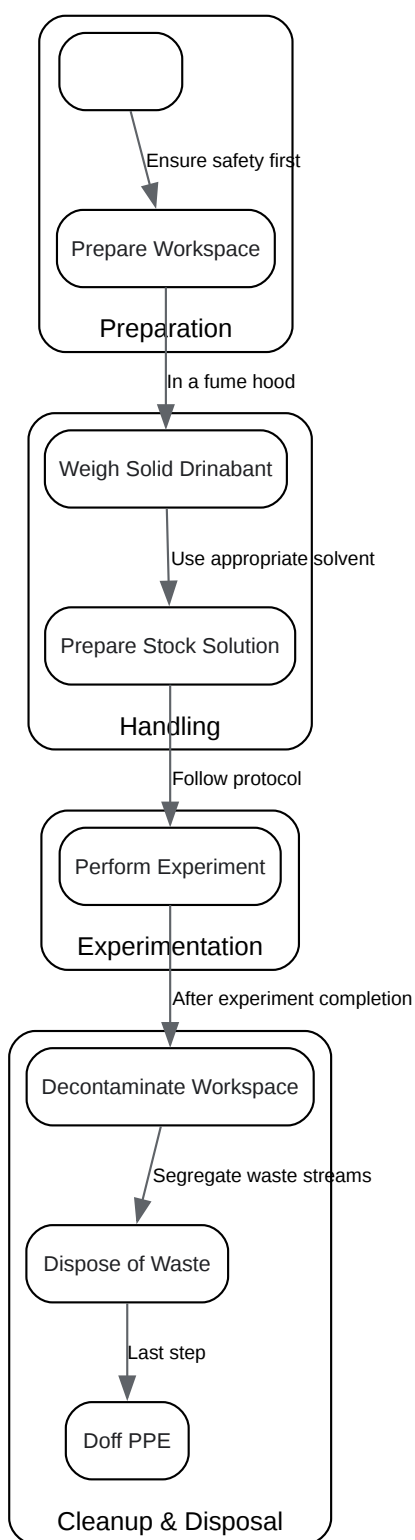 Ensure safety first
Prepare Workspace
Preparation
In a fume hood
Weigh Solid Drinabant
Use appropriate solvent
Prepare Stock Solution
Handling
Follow protocol
Perform Experiment
Experimentation
After experiment completion
Decontaminate Workspace
Segregate waste streams
Dispose of Waste
Last step
Doff PPE
Cleanup & Disposal